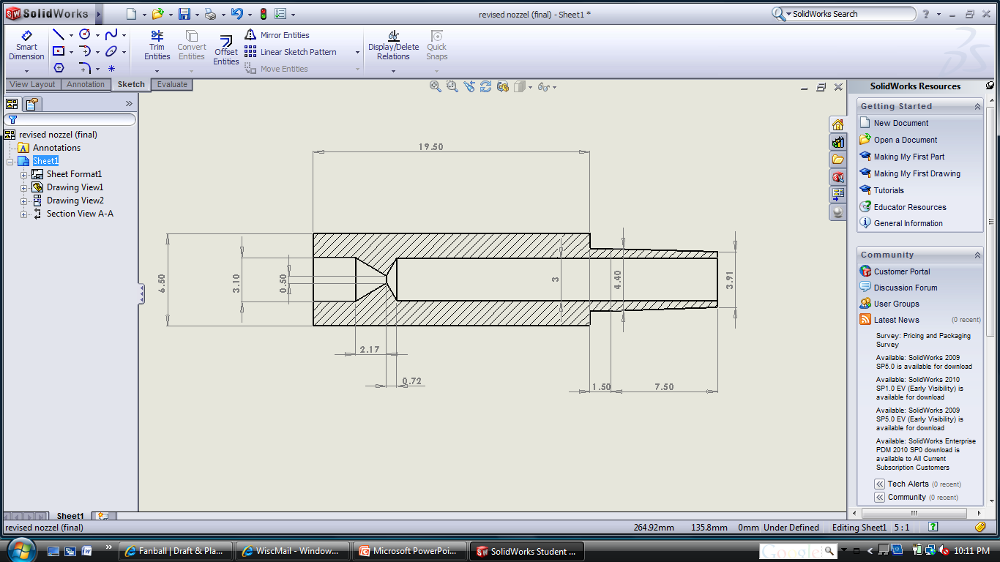 SolidWorks
revised nozzel (final) - Sheet1 *
SolidWorks Search
Smart Dimension
Trim Entities
Convert Entities
Offset Entities
Mirror Entities
Linear Sketch Pattern
Move Entities
Display/Delete Relations
Quick Snaps
View Layout
Annotation
Sketch
Evaluate
revised nozzel (final)
Annotations
Sheet1
Sheet Format1
Drawing View1
Drawing View2
Section View A-A
19.50
6.50
3.10
0.50
3
4.40
3.91
2.17
0.72
1.50
7.50
SolidWorks Resources
Getting Started
New Document
Open a Document
Making My First Part
Making My First Drawing
Tutorials
Educator Resources
General Information
Community
Customer Portal
Discussion Forum
User Groups
Latest News (0 recent)
Survey: Pricing and Packaging
Survey
Available: SolidWorks 2009
SP5.0 is available for download
Available: SolidWorks 2010
SP1.0 EV (Early Visibility) is
available for download
Available: SolidWorks 2009
SP5.0 EV (Early Visibility) is
available for download
Available: SolidWorks Enterprise
PDM 2010 SP0 download is
available to All Current
Subscription Customers
Tech Alerts (0 recent)
Community (0 recent)
Sheet1
revised nozzel (final)
264.92mm 135.8mm 0mm Under Defined Editing Sheet1 5 : 1
Fanball | Draft & Pla...
WiscMail - Window...
Microsoft PowerPoi...
SolidWorks Student ...
Google
10:11 PM